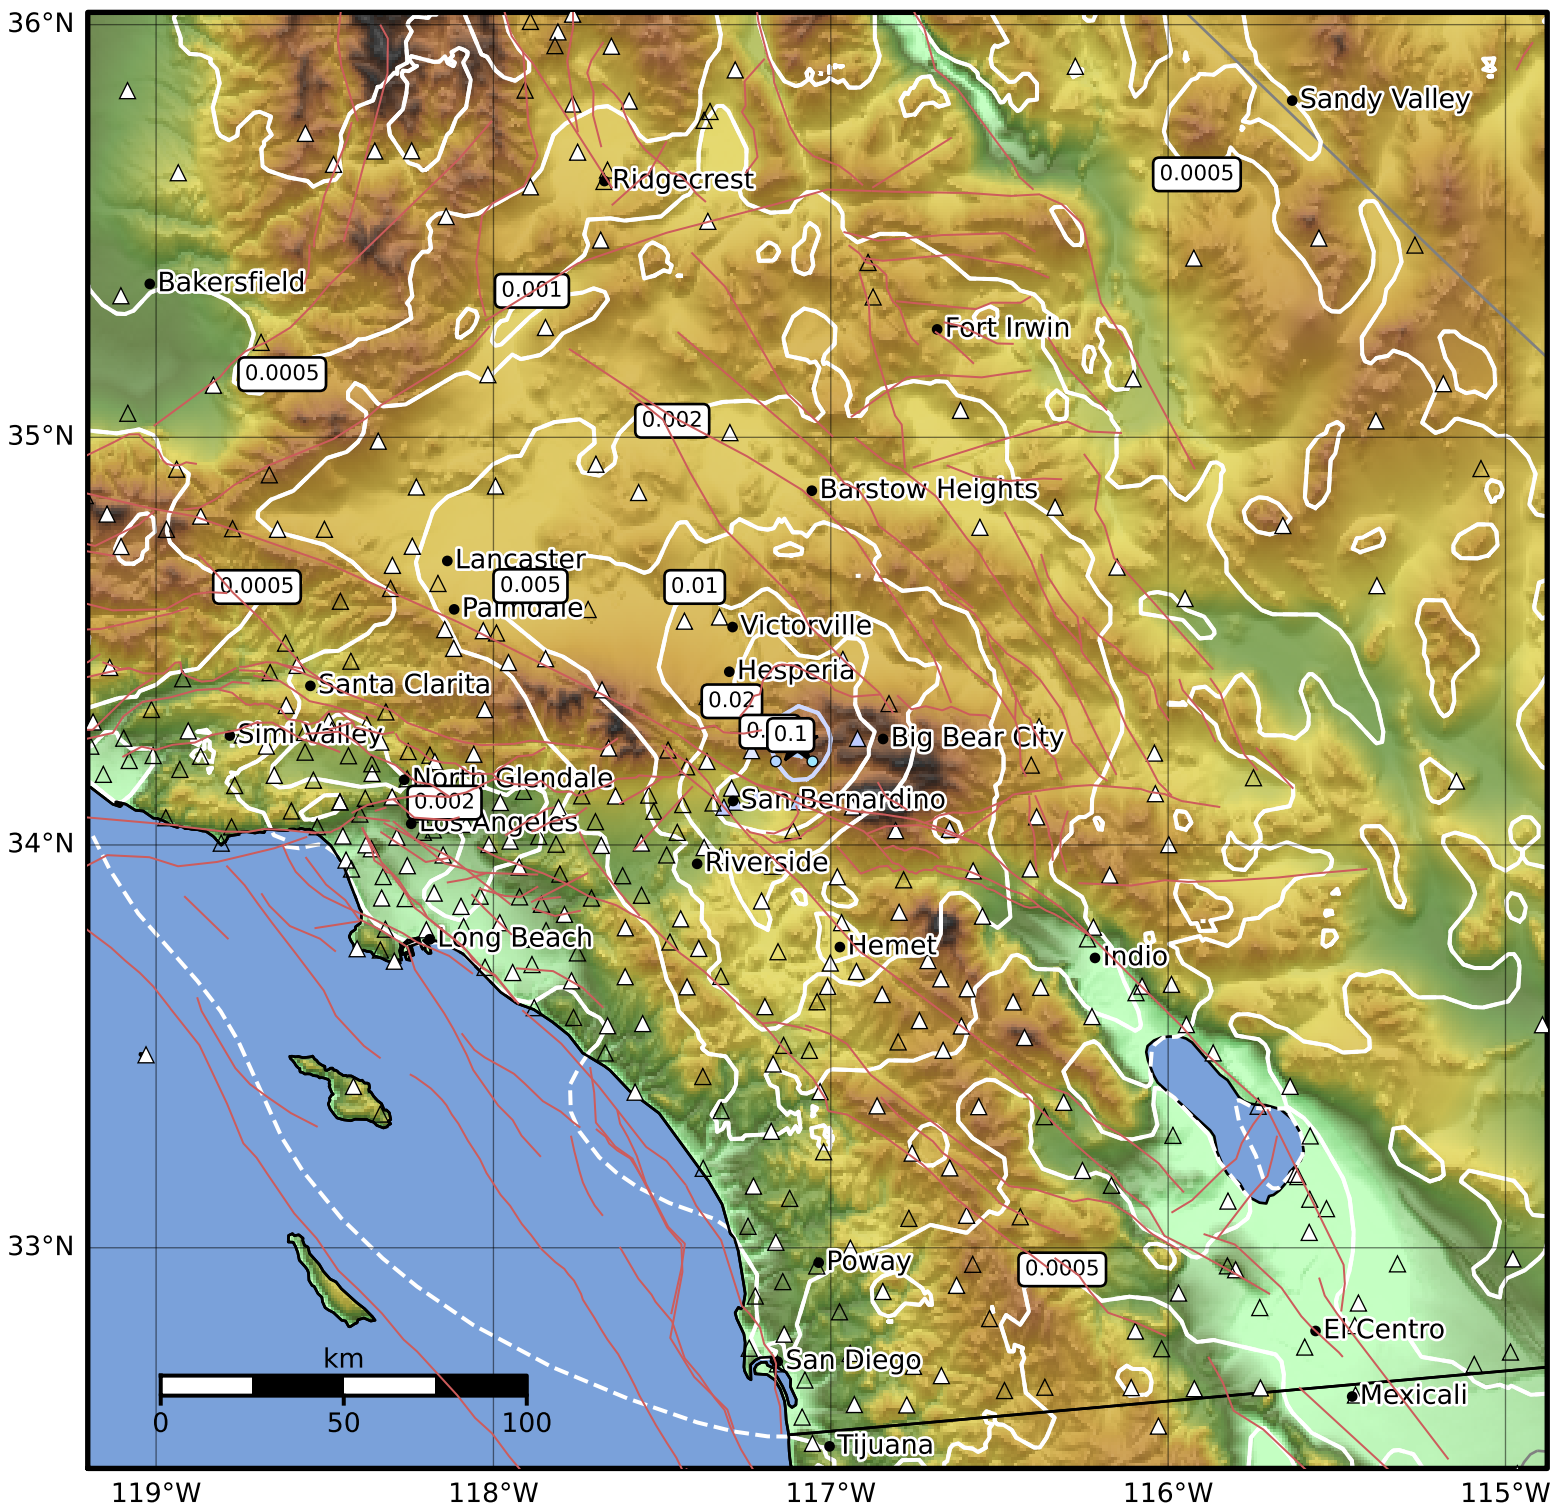 36°N
Sandy Valley
0.0005
Ridgecrest
Bakersfield
0.001
Fort Irwin
0.0005
35°N
0.002
Barstow Heights
Lancaster
0.0005
0.005
0.01
Palmdale
Victorville
Hesperia
Santa Clarita
0.02
Simi Valley
0.1
Big Bear City
North Glendale
0.002
San Bernardino
Los Angeles
34°N
Riverside
Long Beach
Hemet
Indio
33°N
Poway
0.0005
El Centro
km
San Diego
Mexicali
0 50 100
Tijuana
119°W 118°W 117°W 116°W 115°W